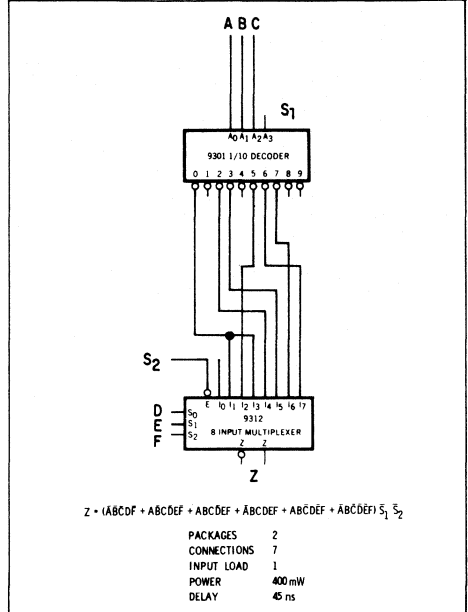 A B C
S1
A0 A1 A2 A3
9301 1/10 DECODER
0 1 2 3 4 5 6 7 8 9
S2
E I0 I1 I2 I3 I4 I5 I6 I7
D S0
E S1
F S2
9312
8 INPUT MULTIPLEXER
Z Z
Z
PACKAGES 2
CONNECTIONS 7
INPUT LOAD 1
POWER 400 mW
DELAY 45 ns